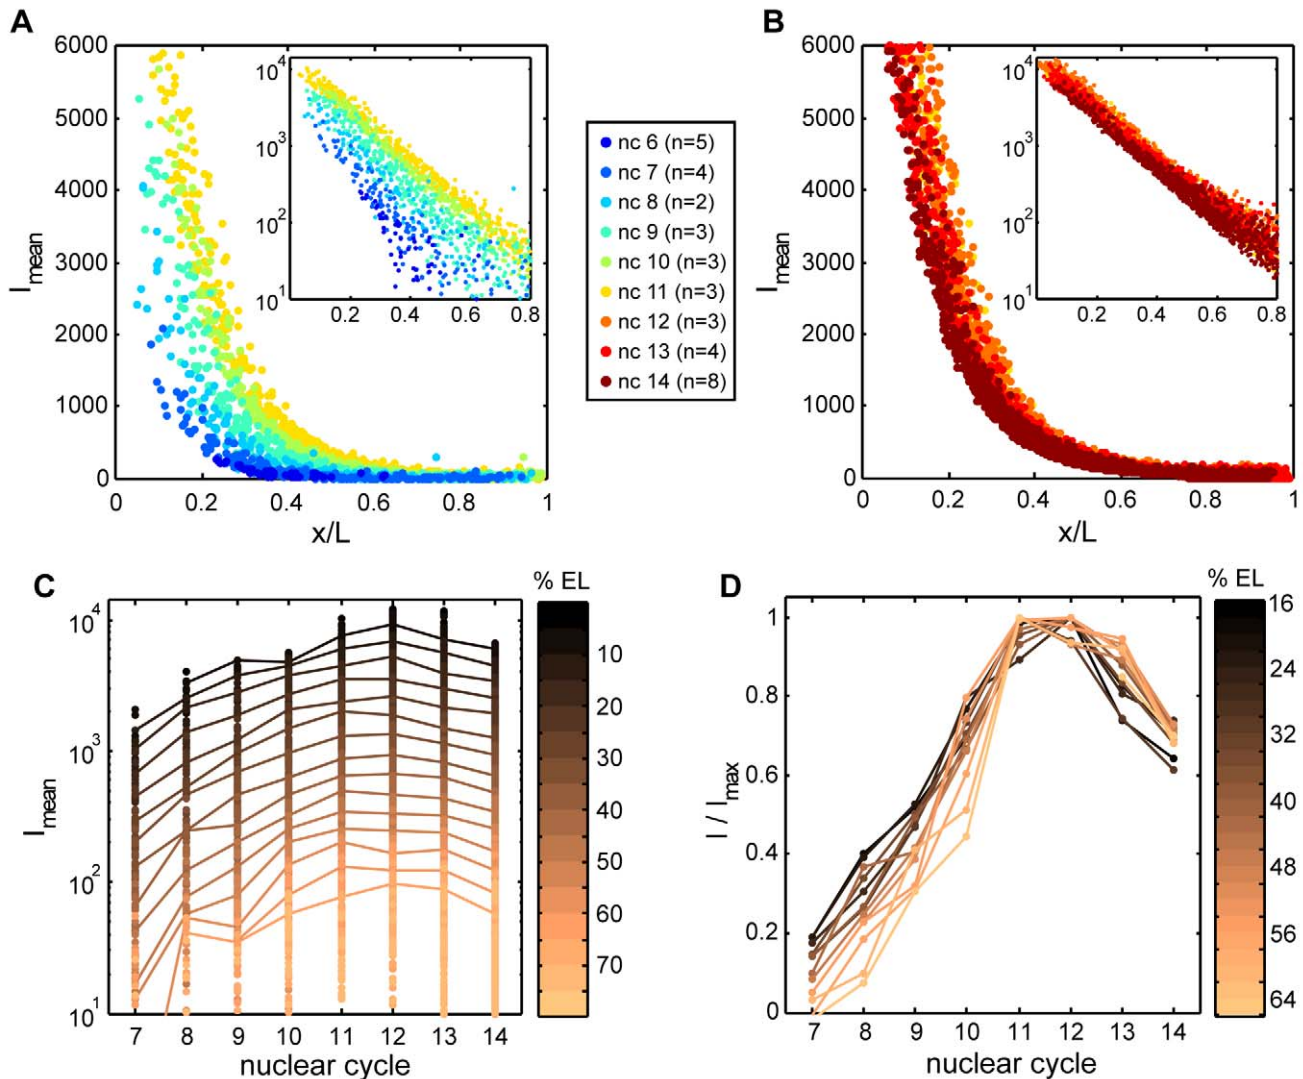 A
6000
5000
4000
3000
2000
1000
0
I_mean
0 0.2 0.4 0.6 0.8 1
x/L
10^4
10^3
10^2
10^1
0.2 0.4 0.6 0.8
nc 6 (n=5)
nc 7 (n=4)
nc 8 (n=2)
nc 9 (n=3)
nc 10 (n=3)
nc 11 (n=3)
nc 12 (n=3)
nc 13 (n=4)
nc 14 (n=8)
B
6000
5000
4000
3000
2000
1000
0
I_mean
0 0.2 0.4 0.6 0.8 1
x/L
10^4
10^3
10^2
10^1
0.2 0.4 0.6 0.8
C
10^4
10^3
10^2
10^1
I_mean
7 8 9 10 11 12 13 14
nuclear cycle
% EL
10
20
30
40
50
60
70
D
1
0.8
0.6
0.4
0.2
0
I / I_max
7 8 9 10 11 12 13 14
nuclear cycle
% EL
16
24
32
40
48
56
64